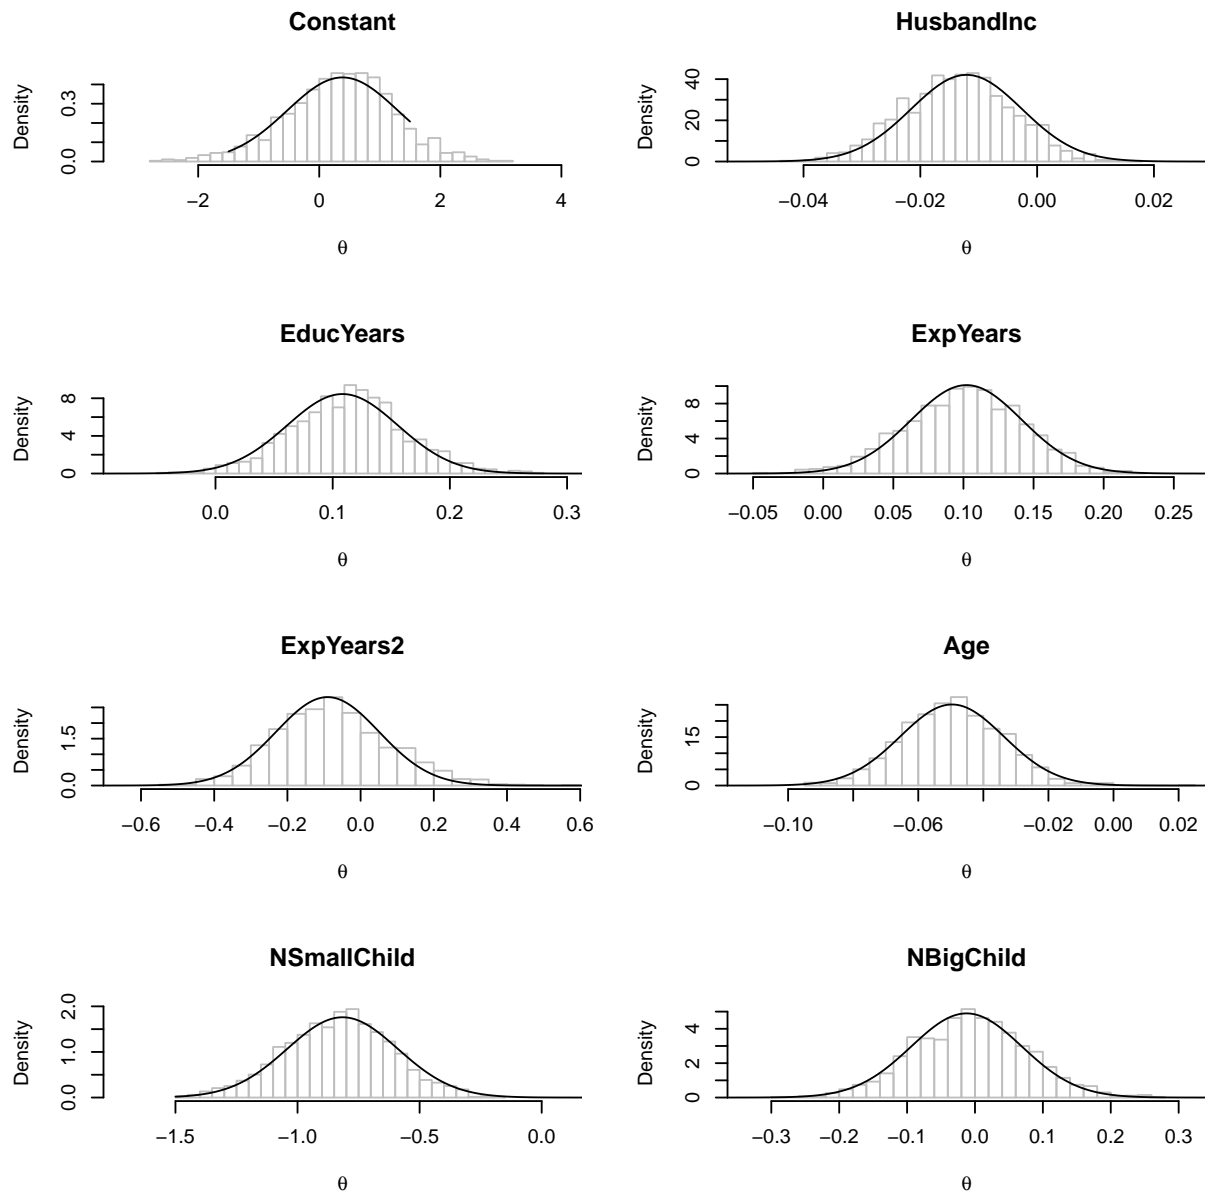 Constant
Density
0.0 0.3
−2 0 2 4
θ
HusbandInc
Density
0 20 40
−0.04 −0.02 0.00 0.02
θ
EducYears
Density
0 4 8
0.0 0.1 0.2 0.3
θ
ExpYears
Density
0 4 8
−0.05 0.00 0.05 0.10 0.15 0.20 0.25
θ
ExpYears2
Density
0.0 1.5
−0.6 −0.4 −0.2 0.0 0.2 0.4 0.6
θ
Age
Density
0 15
−0.10 −0.06 −0.02 0.00 0.02
θ
NSmallChild
Density
0.0 1.0 2.0
−1.5 −1.0 −0.5 0.0
θ
NBigChild
Density
0 2 4
−0.3 −0.2 −0.1 0.0 0.1 0.2 0.3
θ